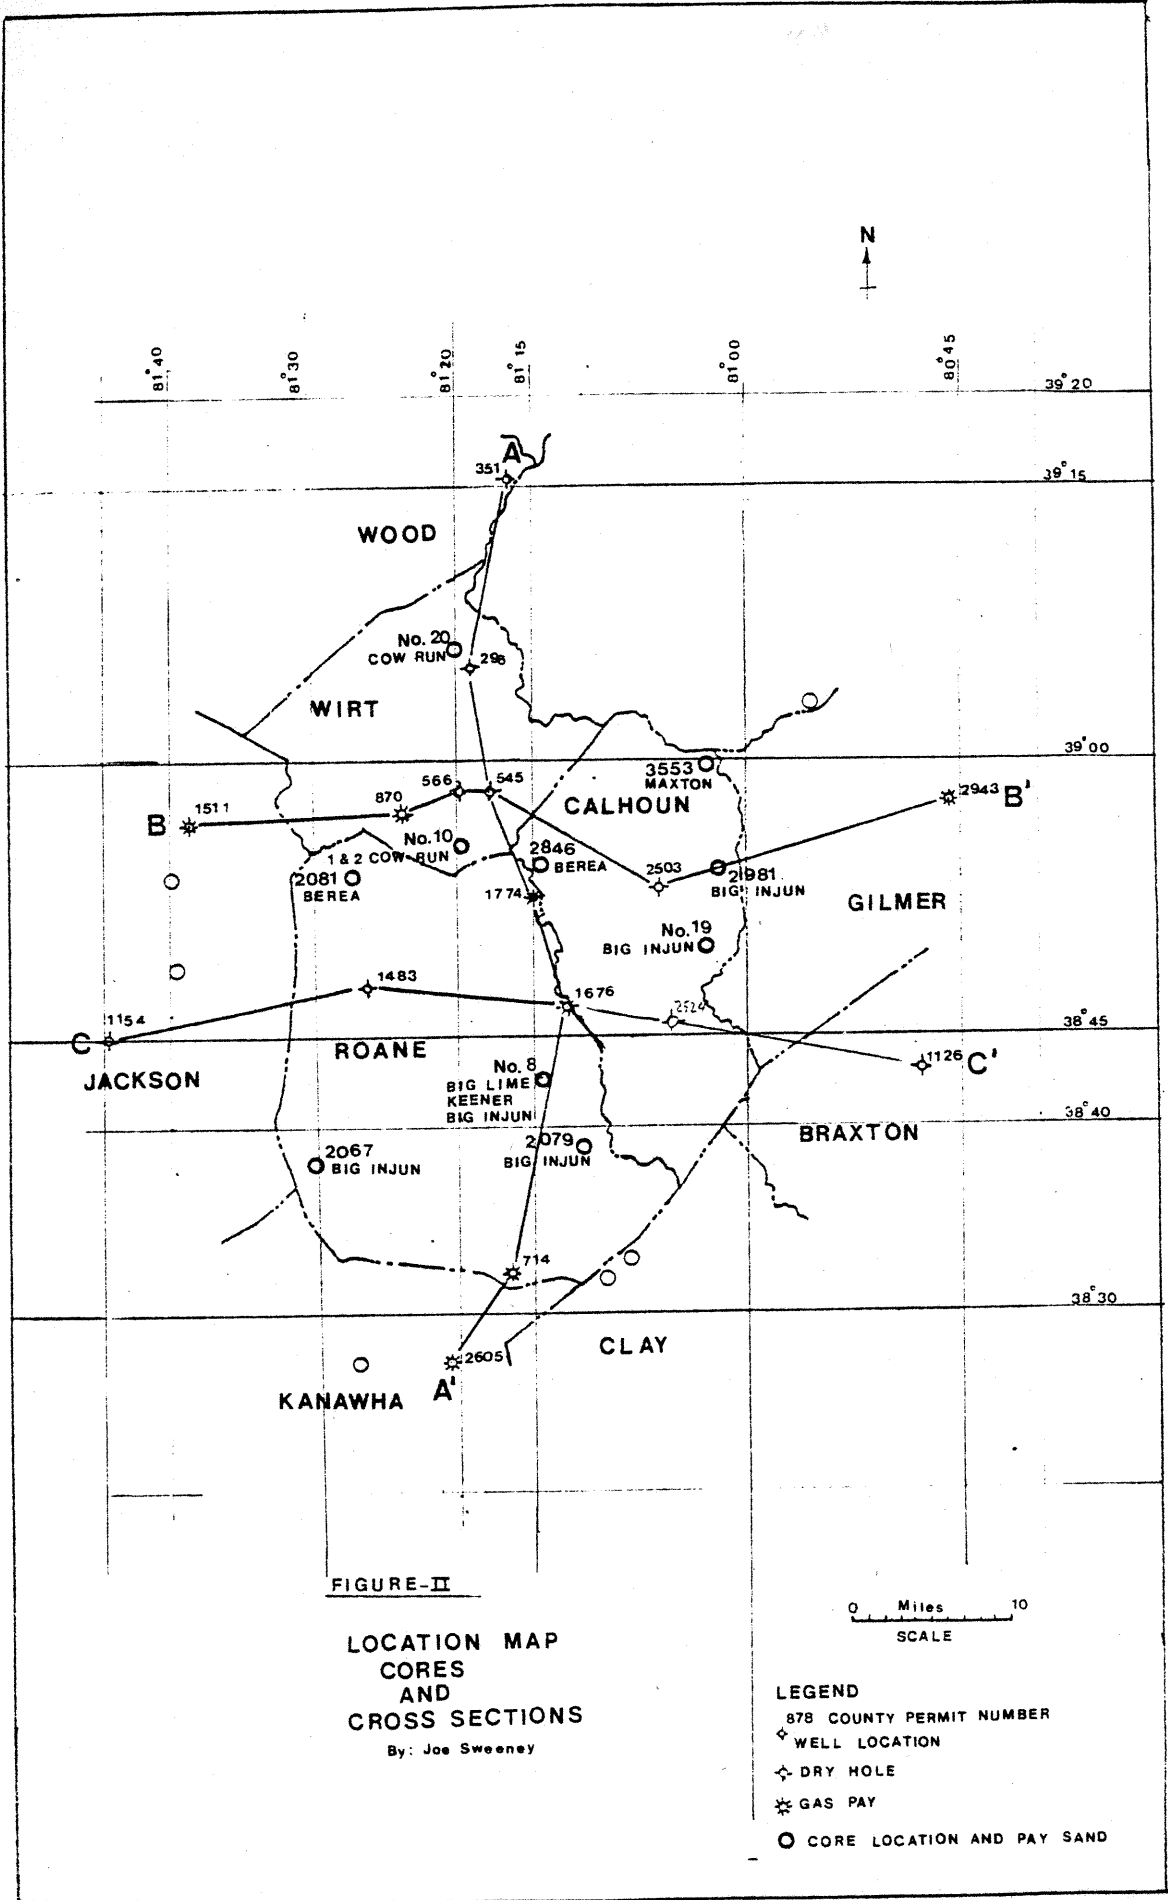 N
81°40
81°30
81°20
81°15
81°00
80°45
39°20
A
351
39°15
WOOD
No. 20
COW RUN
296
WIRT
39°00
3553
MAXTON
566
545
870
CALHOUN
B
1511
2943 B'
No. 10
1 & 2 COW RUN
2846
BEREA
2503
2981
BIG INJUN
2081
BEREA
1774
GILMER
No. 19
BIG INJUN
1483
1676
2524
38°45
C
1154
ROANE
1126 C'
JACKSON
No. 8
BIG LIME
KEENER
BIG INJUN
38°40
BRAXTON
2079
BIG INJUN
2067
BIG INJUN
714
38°30
CLAY
2605
A'
KANAWHA
FIGURE-II
0 Miles 10
SCALE
LOCATION MAP
CORES
AND
CROSS SECTIONS
By: Joe Sweeney
LEGEND
878 COUNTY PERMIT NUMBER
WELL LOCATION
DRY HOLE
GAS PAY
CORE LOCATION AND PAY SAND